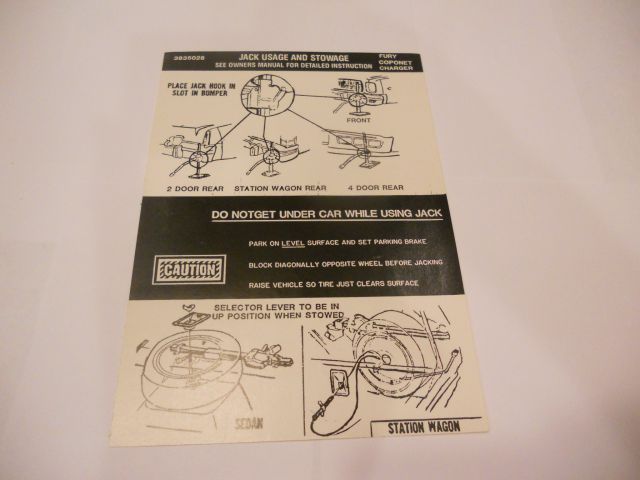 3835028
JACK USAGE AND STOWAGE
SEE OWNERS MANUAL FOR DETAILED INSTRUCTION
FURY
COPONET
CHARGER
PLACE JACK HOOK IN
SLOT IN BUMPER
FRONT
2 DOOR REAR
STATION WAGON REAR
4 DOOR REAR
DO NOTGET UNDER CAR WHILE USING JACK
PARK ON LEVEL SURFACE AND SET PARKING BRAKE
CAUTION
BLOCK DIAGONALLY OPPOSITE WHEEL BEFORE JACKING
RAISE VEHICLE SO TIRE JUST CLEARS SURFACE
SELECTOR LEVER TO BE IN
UP POSITION WHEN STOWED
SEDAN
STATION WAGON